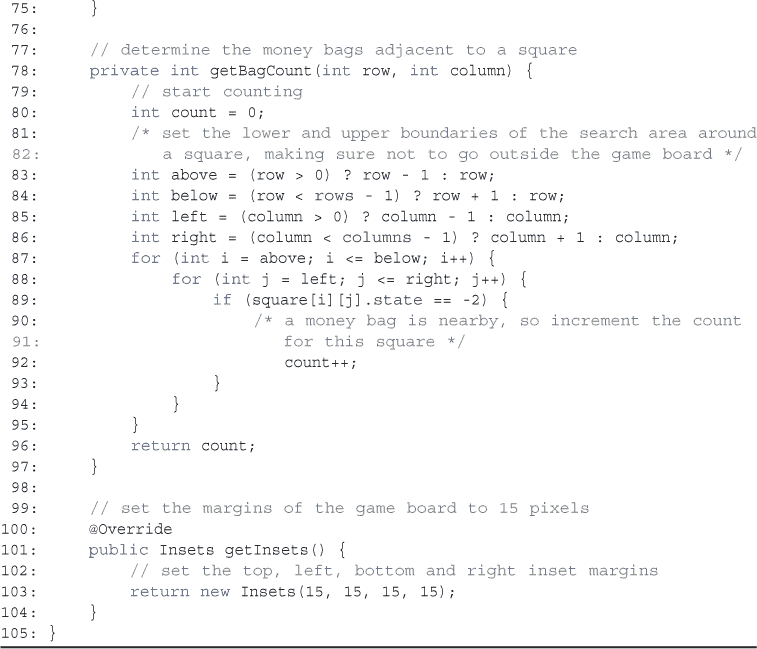 75:     }
76:
77:     // determine the money bags adjacent to a square
78:     private int getBagCount(int row, int column) {
79:         // start counting
80:         int count = 0;
81:         /* set the lower and upper boundaries of the search area around
82:            a square, making sure not to go outside the game board */
83:         int above = (row > 0) ? row - 1 : row;
84:         int below = (row < rows - 1) ? row + 1 : row;
85:         int left = (column > 0) ? column - 1 : column;
86:         int right = (column < columns - 1) ? column + 1 : column;
87:         for (int i = above; i <= below; i++) {
88:             for (int j = left; j <= right; j++) {
89:                 if (square[i][j].state == -2) {
90:                     /* a money bag is nearby, so increment the count
91:                        for this square */
92:                        count++;
93:                 }
94:             }
95:         }
96:         return count;
97:     }
98:
99:     // set the margins of the game board to 15 pixels
100:     @Override
101:     public Insets getInsets() {
102:         // set the top, left, bottom and right inset margins
103:         return new Insets(15, 15, 15, 15);
104:     }
105: }